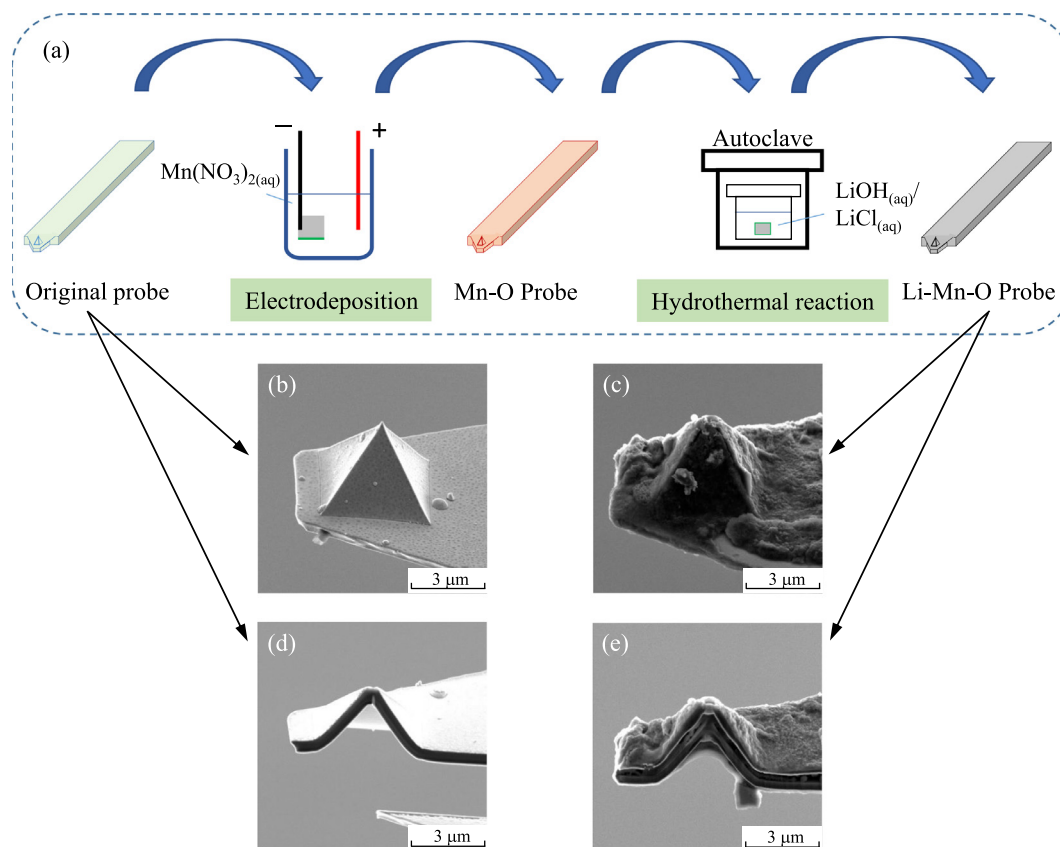 (a)
− +
Mn(NO3)2(aq)
Autoclave
LiOH(aq)/
LiCl(aq)
Original probe
Electrodeposition
Mn-O Probe
Hydrothermal reaction
Li-Mn-O Probe
(b)
3 μm
(c)
3 μm
(d)
3 μm
(e)
3 μm